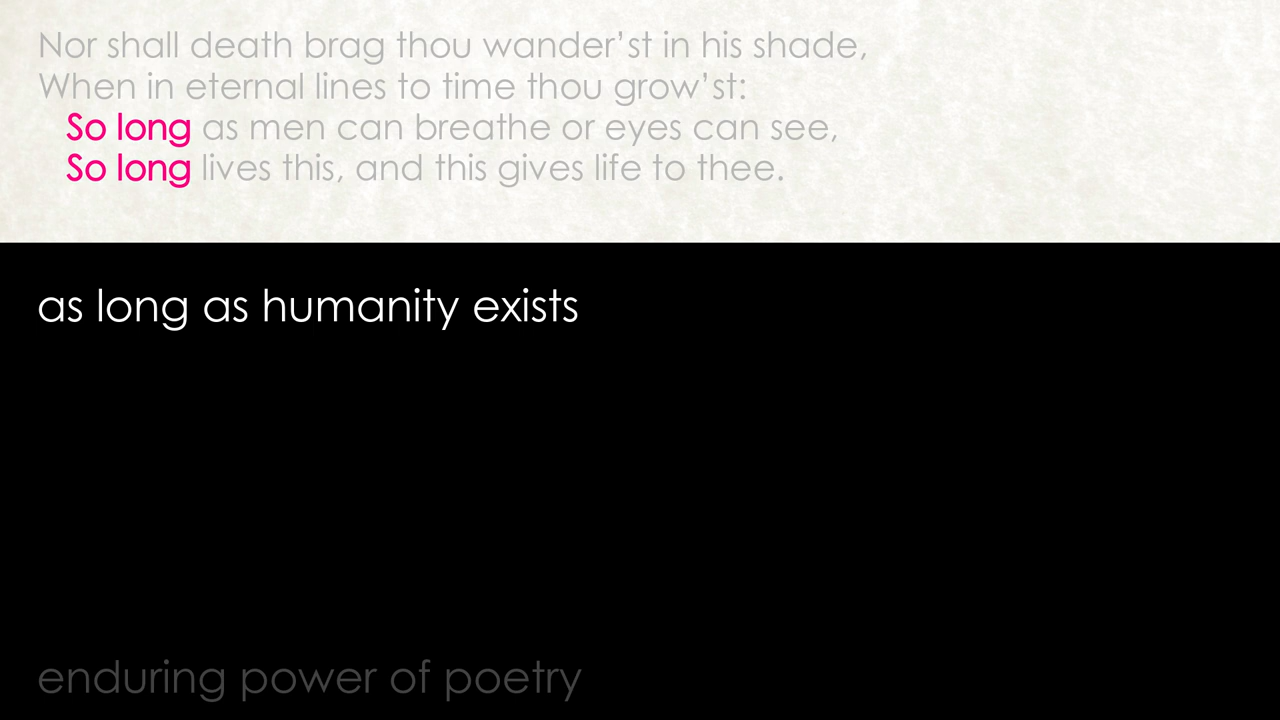 Nor shall death brag thou wander’st in his shade,
When in eternal lines to time thou grow’st:
So long as men can breathe or eyes can see,
So long lives this, and this gives life to thee.
as long as humanity exists
enduring power of poetry